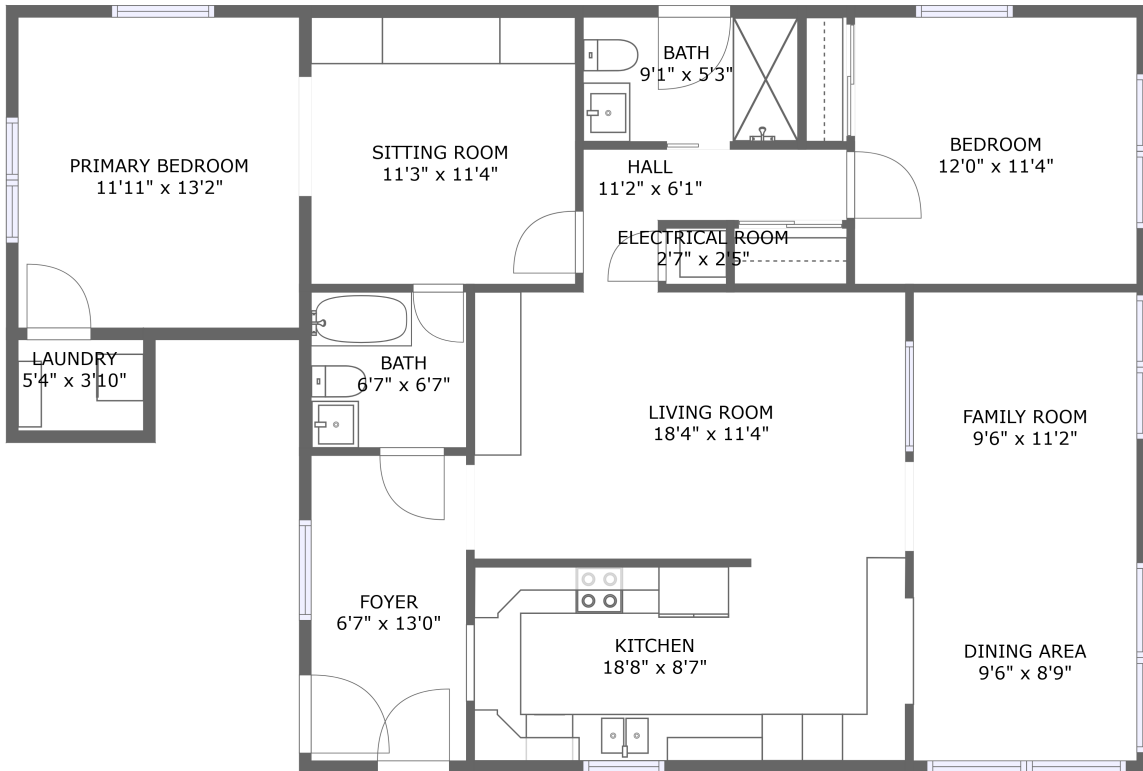 BATH
9'1" x 5'3"
BEDROOM
12'0" x 11'4"
PRIMARY BEDROOM
11'11" x 13'2"
SITTING ROOM
11'3" x 11'4"
HALL
11'2" x 6'1"
ELECTRICAL ROOM
2'7" x 2'5"
LAUNDRY
5'4" x 3'10"
BATH
6'7" x 6'7"
LIVING ROOM
18'4" x 11'4"
FAMILY ROOM
9'6" x 11'2"
FOYER
6'7" x 13'0"
KITCHEN
18'8" x 8'7"
DINING AREA
9'6" x 8'9"